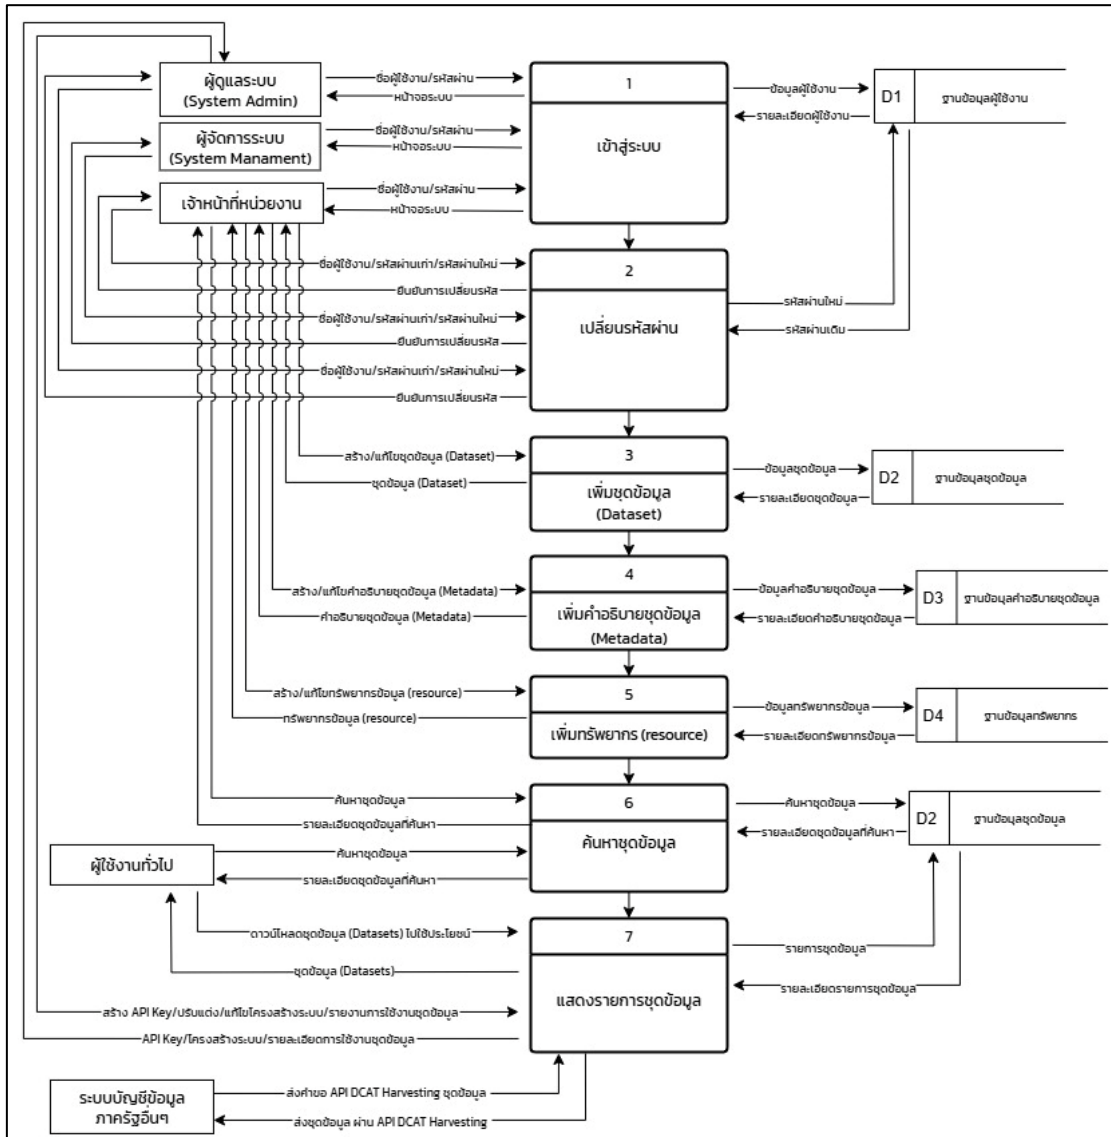 ผู้ดูแลระบบ
(System Admin)
ชื่อผู้ใช้งาน/รหัสผ่าน
หน้าจอระบบ
1
เข้าสู่ระบบ
ข้อมูลผู้ใช้งาน
รายละเอียดผู้ใช้งาน
D1
ฐานข้อมูลผู้ใช้งาน
ผู้จัดการระบบ
(System Manament)
ชื่อผู้ใช้งาน/รหัสผ่าน
หน้าจอระบบ
เจ้าหน้าที่หน่วยงาน
ชื่อผู้ใช้งาน/รหัสผ่าน
หน้าจอระบบ
2
เปลี่ยนรหัสผ่าน
ชื่อผู้ใช้งาน/รหัสผ่านเก่า/รหัสผ่านใหม่
ยืนยันการเปลี่ยนรหัส
ชื่อผู้ใช้งาน/รหัสผ่านเก่า/รหัสผ่านใหม่
ยืนยันการเปลี่ยนรหัส
ชื่อผู้ใช้งาน/รหัสผ่านเก่า/รหัสผ่านใหม่
ยืนยันการเปลี่ยนรหัส
รหัสผ่านใหม่
รหัสผ่านเดิม
สร้าง/แก้ไขชุดข้อมูล (Dataset)
ชุดข้อมูล (Dataset)
3
เพิ่มชุดข้อมูล
(Dataset)
ข้อมูลชุดข้อมูล
รายละเอียดชุดข้อมูล
D2
ฐานข้อมูลชุดข้อมูล
สร้าง/แก้ไขคำอธิบายชุดข้อมูล (Metadata)
คำอธิบายชุดข้อมูล (Metadata)
4
เพิ่มคำอธิบายชุดข้อมูล
(Metadata)
ข้อมูลคำอธิบายชุดข้อมูล
รายละเอียดคำอธิบายชุดข้อมูล
D3
ฐานข้อมูลคำอธิบายชุดข้อมูล
สร้าง/แก้ไขทรัพยากรข้อมูล (resource)
ทรัพยากรข้อมูล (resource)
5
เพิ่มทรัพยากร (resource)
ข้อมูลทรัพยากรข้อมูล
รายละเอียดทรัพยากรข้อมูล
D4
ฐานข้อมูลทรัพยากร
ค้นหาชุดข้อมูล
รายละเอียดชุดข้อมูลที่ค้นหา
6
ค้นหาชุดข้อมูล
ค้นหาชุดข้อมูล
รายละเอียดชุดข้อมูลที่ค้นหา
D2
ฐานข้อมูลชุดข้อมูล
ผู้ใช้งานทั่วไป
ค้นหาชุดข้อมูล
รายละเอียดชุดข้อมูลที่ค้นหา
ดาวน์โหลดชุดข้อมูล (Datasets) ไปใช้ประโยชน์
ชุดข้อมูล (Datasets)
7
แสดงรายการชุดข้อมูล
รายการชุดข้อมูล
รายละเอียดรายการชุดข้อมูล
สร้าง API Key/ปรับแต่ง/แก้ไขโครงสร้างระบบ/รายงานการใช้งานชุดข้อมูล
API Key/โครงสร้างระบบ/รายละเอียดการใช้งานชุดข้อมูล
ระบบบัญชีข้อมูล
ภาครัฐอื่นๆ
ส่งคำขอ API DCAT Harvesting ชุดข้อมูล
ส่งชุดข้อมูล ผ่าน API DCAT Harvesting